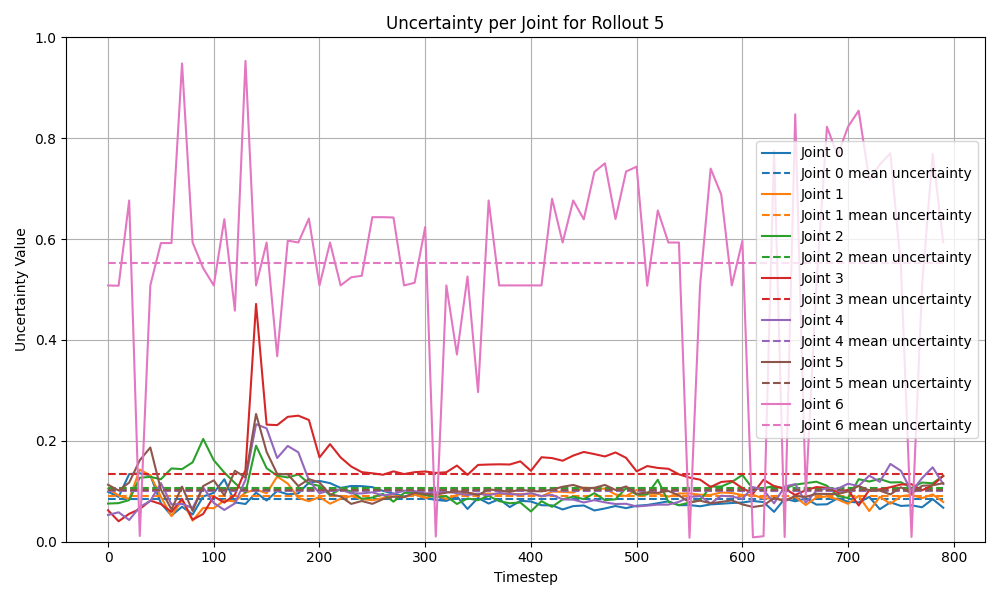 Uncertainty per Joint for Rollout 5
Uncertainty Value
1.0
0.8
0.6
0.4
0.2
0.0
Joint 0
Joint 0 mean uncertainty
Joint 1
Joint 1 mean uncertainty
Joint 2
Joint 2 mean uncertainty
Joint 3
Joint 3 mean uncertainty
Joint 4
Joint 4 mean uncertainty
Joint 5
Joint 5 mean uncertainty
Joint 6
Joint 6 mean uncertainty
0 100 200 300 400 500 600 700 800
Timestep